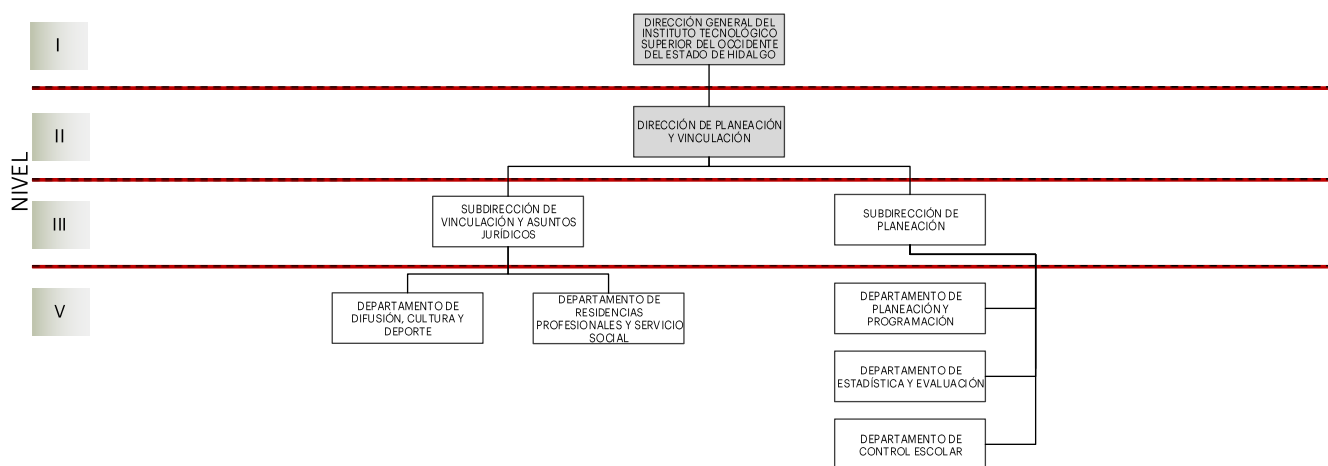 I
DIRECCIÓN GENERAL DEL
INSTITUTO TECNOLÓGICO
SUPERIOR DEL OCCIDENTE
DEL ESTADO DE HIDALGO
NIVEL
II
DIRECCIÓN DE PLANEACIÓN
Y VINCULACIÓN
III
SUBDIRECCIÓN DE
VINCULACIÓN Y ASUNTOS
JURÍDICOS
SUBDIRECCIÓN DE
PLANEACIÓN
V
DEPARTAMENTO DE
DIFUSIÓN, CULTURA Y
DEPORTE
DEPARTAMENTO DE
RESIDENCIAS
PROFESIONALES Y SERVICIO
SOCIAL
DEPARTAMENTO DE
PLANEACIÓN Y
PROGRAMACIÓN
DEPARTAMENTO DE
ESTADÍSTICA Y EVALUACIÓN
DEPARTAMENTO DE
CONTROL ESCOLAR